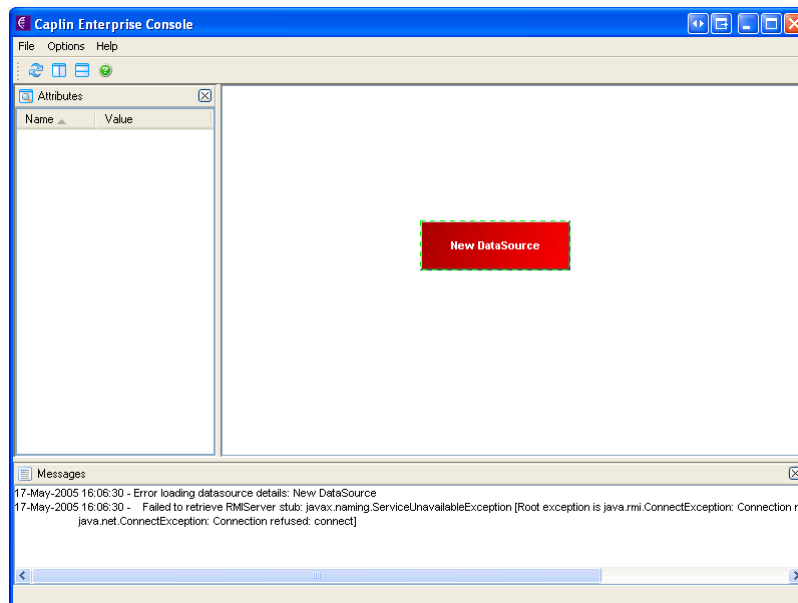 Caplin Enterprise Console
File Options Help
Attributes
Name Value
New DataSource
Messages
17-May-2005 16:06:30 - Error loading datasource details: New DataSource
17-May-2005 16:06:30 - Failed to retrieve RMIServer stub: javax.naming.ServiceUnavailableException [Root exception is java.rmi.ConnectException: Connection
java.net.ConnectException: Connection refused: connect]